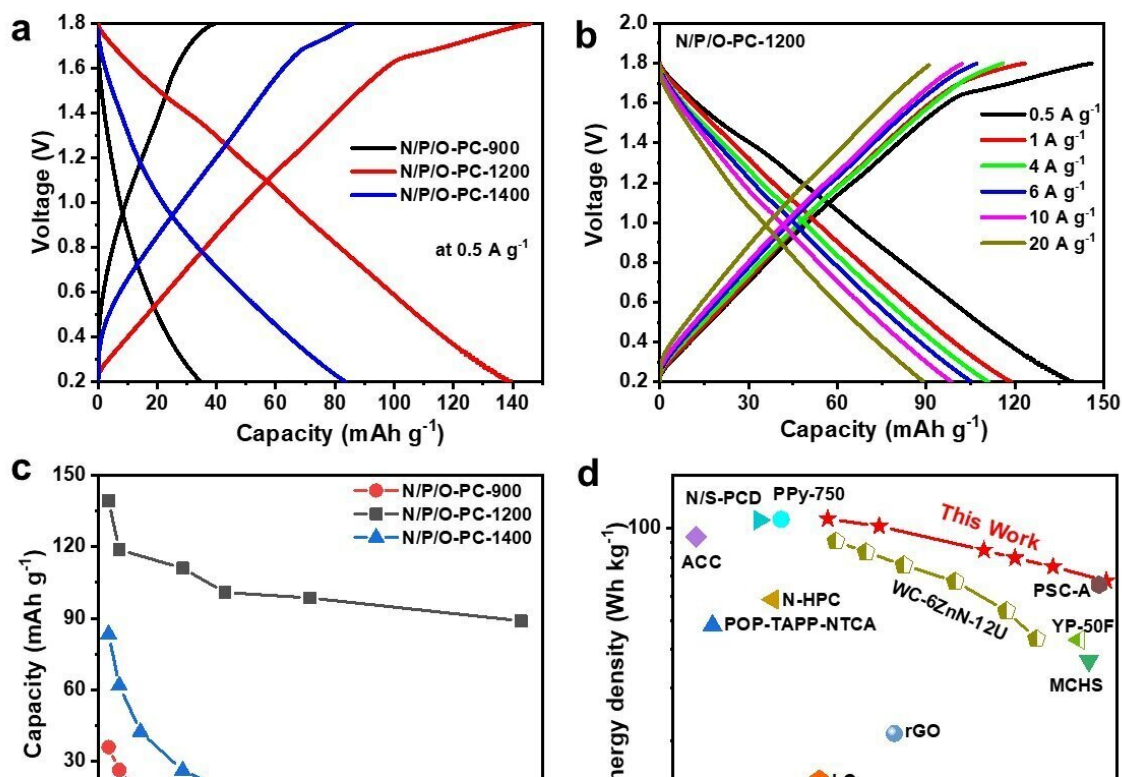 a
1.8
1.6
1.4
1.2
1.0
0.8
0.6
0.4
0.2
Voltage (V)
N/P/O-PC-900
N/P/O-PC-1200
N/P/O-PC-1400
at 0.5 A g⁻¹
0 20 40 60 80 100 120 140
Capacity (mAh g⁻¹)
b
2.0
1.8
1.6
1.4
1.2
1.0
0.8
0.6
0.4
0.2
Voltage (V)
N/P/O-PC-1200
0.5 A g⁻¹
1 A g⁻¹
4 A g⁻¹
6 A g⁻¹
10 A g⁻¹
20 A g⁻¹
0 30 60 90 120 150
Capacity (mAh g⁻¹)
c
150
120
90
60
30
Capacity (mAh g⁻¹)
N/P/O-PC-900
N/P/O-PC-1200
N/P/O-PC-1400
d
100
(Wh kg⁻¹)
density
N/S-PCD
PPy-750
This Work
ACC
PSC-A
N-HPC
WC-6ZnN-12U
POP-TAPP-NTCA
YP-50F
MCHS
rGO